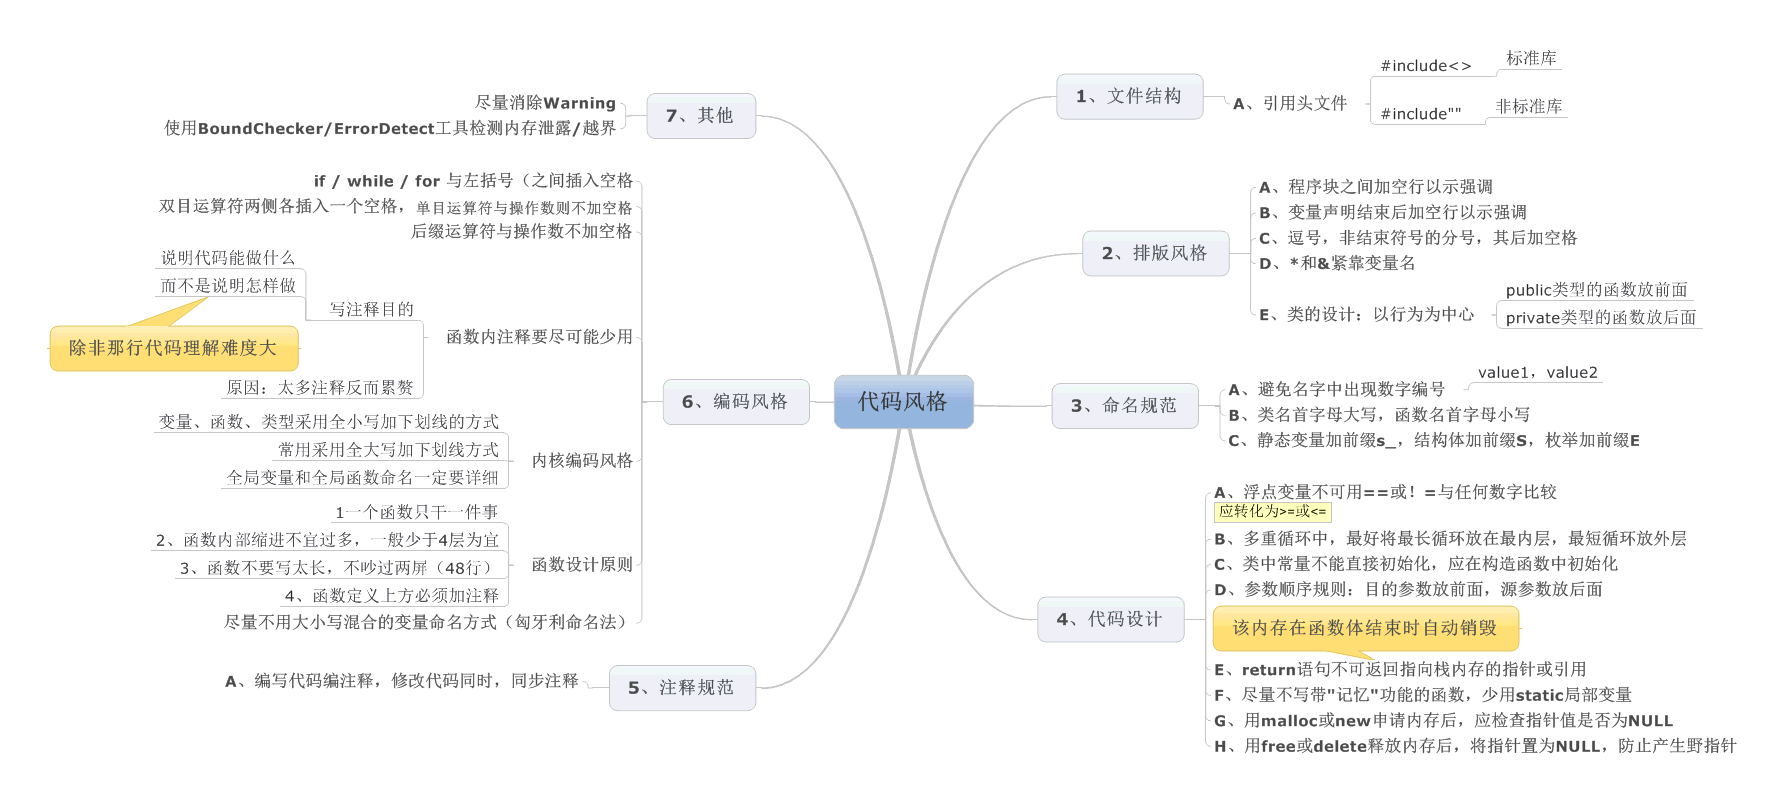 代码风格
1、文件结构
A、引用头文件
#include<>
标准库
#include""
非标准库
2、排版风格
A、程序块之间加空行以示强调
B、变量声明结束后加空行以示强调
C、逗号，非结束符号的分号，其后加空格
D、*和&紧靠变量名
E、类的设计：以行为为中心
public类型的函数放前面
private类型的函数放后面
3、命名规范
A、避免名字中出现数字编号
value1，value2
B、类名首字母大写，函数名首字母小写
C、静态变量加前缀s_，结构体加前缀S，枚举加前缀E
4、代码设计
A、浮点变量不可用==或！=与任何数字比较
应转化为>=或<=
B、多重循环中，最好将最长循环放在最内层，最短循环放外层
C、类中常量不能直接初始化，应在构造函数中初始化
D、参数顺序规则：目的参数放前面，源参数放后面
该内存在函数体结束时自动销毁
E、return语句不可返回指向栈内存的指针或引用
F、尽量不写带"记忆"功能的函数，少用static局部变量
G、用malloc或new申请内存后，应检查指针值是否为NULL
H、用free或delete释放内存后，将指针置为NULL，防止产生野指针
5、注释规范
A、编写代码编注释，修改代码同时，同步注释
6、编码风格
if / while / for 与左括号（之间插入空格
双目运算符两侧各插入一个空格，单目运算符与操作数则不加空格
后缀运算符与操作数不加空格
函数内注释要尽可能少用
写注释目的
说明代码能做什么
而不是说明怎样做
除非那行代码理解难度大
原因：太多注释反而累赘
内核编码风格
变量、函数、类型采用全小写加下划线的方式
常用采用全大写加下划线方式
全局变量和全局函数命名一定要详细
函数设计原则
1一个函数只干一件事
2、函数内部缩进不宜过多，一般少于4层为宜
3、函数不要写太长，不吵过两屏（48行）
4、函数定义上方必须加注释
尽量不用大小写混合的变量命名方式（匈牙利命名法）
7、其他
尽量消除Warning
使用BoundChecker/ErrorDetect工具检测内存泄露/越界